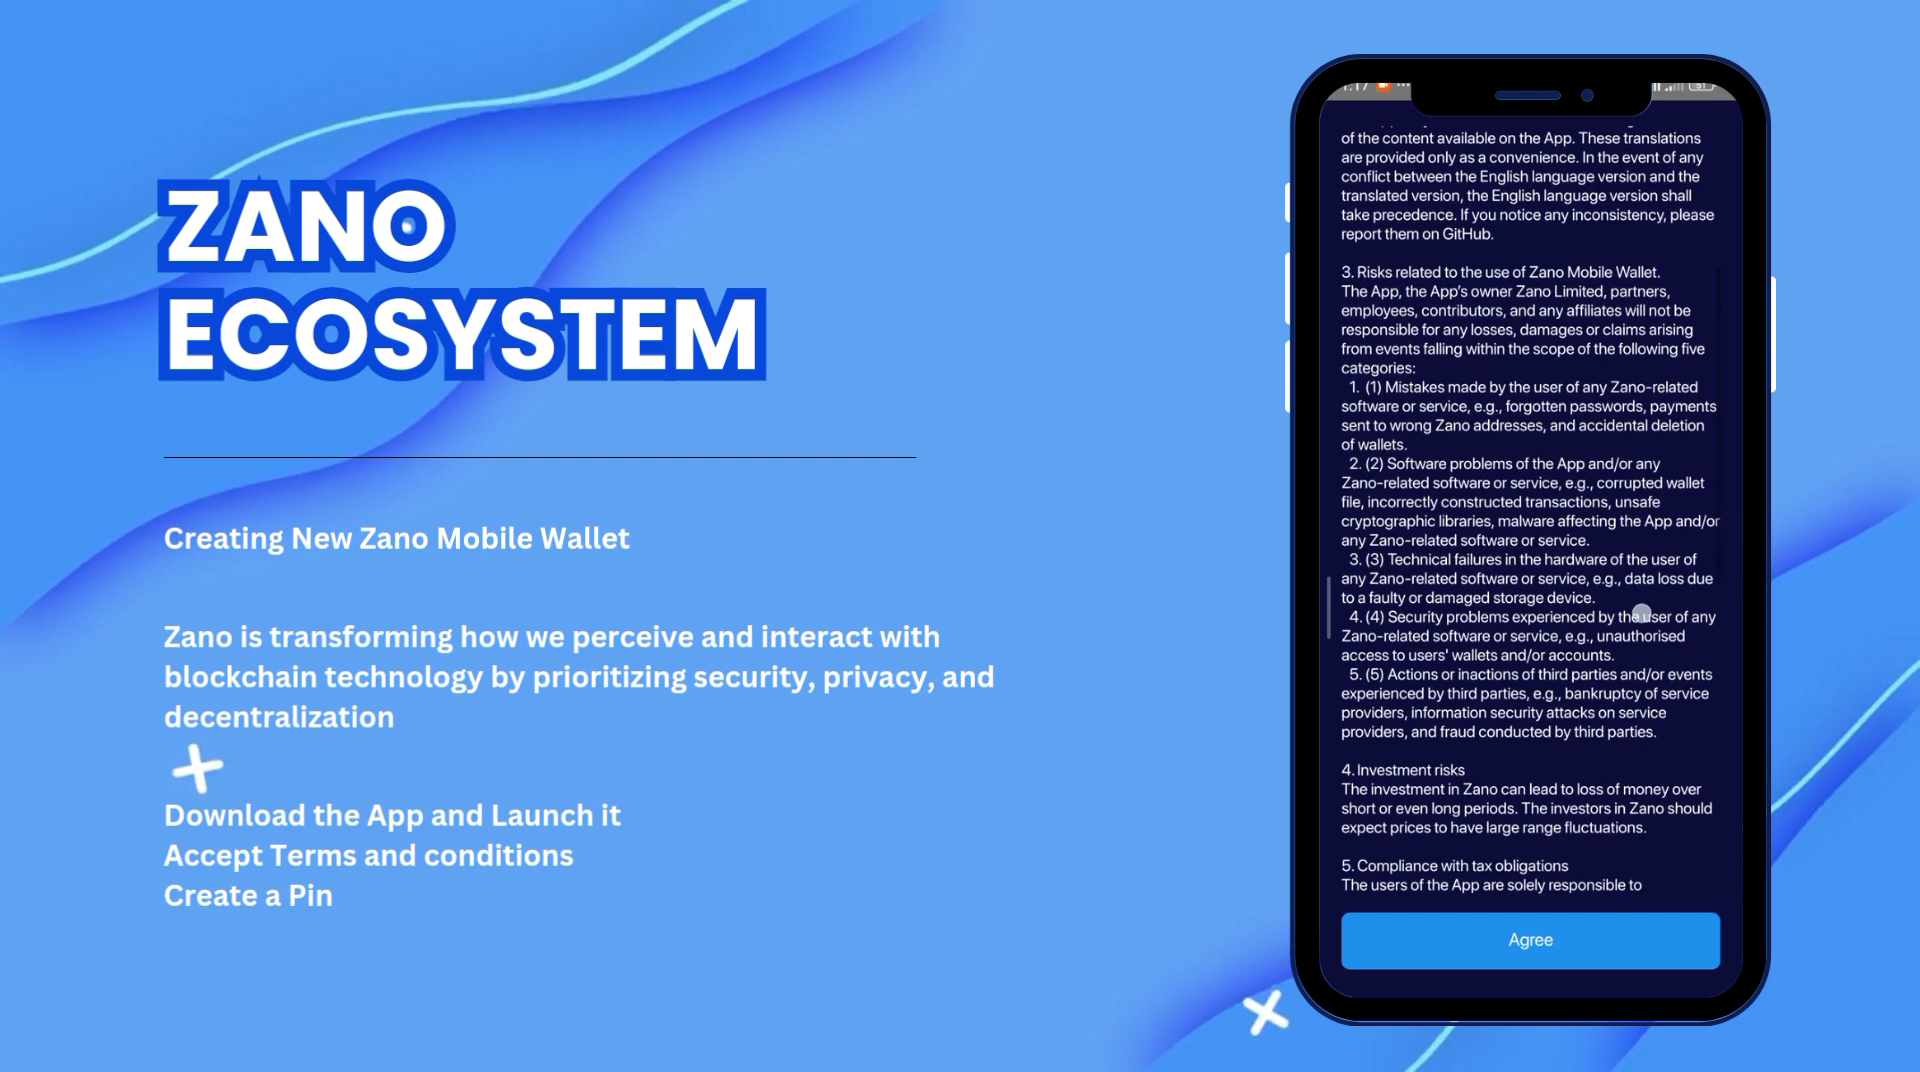 ZANO
ECOSYSTEM
Creating New Zano Mobile Wallet
Zano is transforming how we perceive and interact with
blockchain technology by prioritizing security, privacy, and
decentralization
Download the App and Launch it
Accept Terms and conditions
Create a Pin
of the content available on the App. These translations
are provided only as a convenience. In the event of any
conflict between the English language version and the
translated version, the English language version shall
take precedence. If you notice any inconsistency, please
report them on GitHub.
3. Risks related to the use of Zano Mobile Wallet.
The App, the App's owner Zano Limited, partners,
employees, contributors, and any affiliates will not be
responsible for any losses, damages or claims arising
from events falling within the scope of the following five
categories:
1. (1) Mistakes made by the user of any Zano-related
software or service, e.g., forgotten passwords, payments
sent to wrong Zano addresses, and accidental deletion
of wallets.
2. (2) Software problems of the App and/or any
Zano-related software or service, e.g., corrupted wallet
file, incorrectly constructed transactions, unsafe
cryptographic libraries, malware affecting the App and/or
any Zano-related software or service.
3. (3) Technical failures in the hardware of the user of
any Zano-related software or service, e.g., data loss due
to a faulty or damaged storage device.
4. (4) Security problems experienced by the user of any
Zano-related software or service, e.g., unauthorised
access to users' wallets and/or accounts.
5. (5) Actions or inactions of third parties and/or events
experienced by third parties, e.g., bankruptcy of service
providers, information security attacks on service
providers, and fraud conducted by third parties.
4. Investment risks
The investment in Zano can lead to loss of money over
short or even long periods. The investors in Zano should
expect prices to have large range fluctuations.
5. Compliance with tax obligations
The users of the App are solely responsible to
Agree